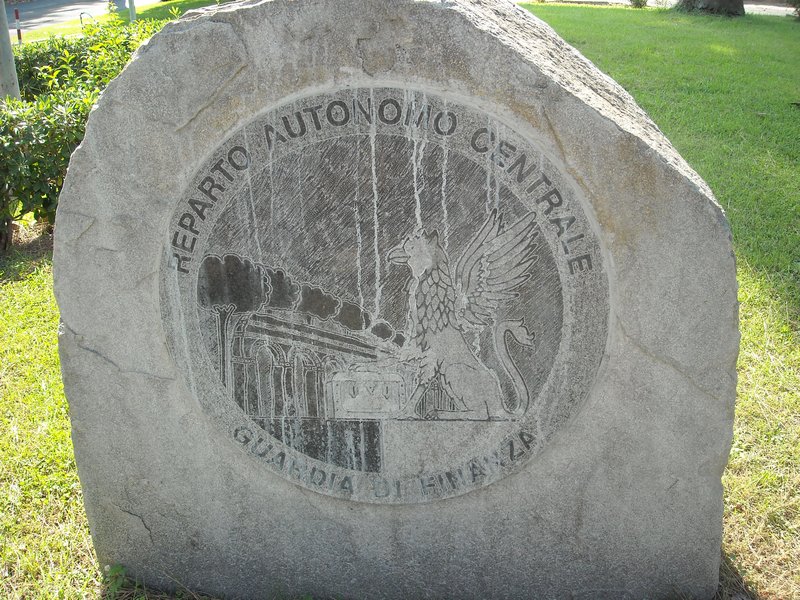 REPARTO AUTONOMO CENTRALE
GUARDIA DI FINANZA